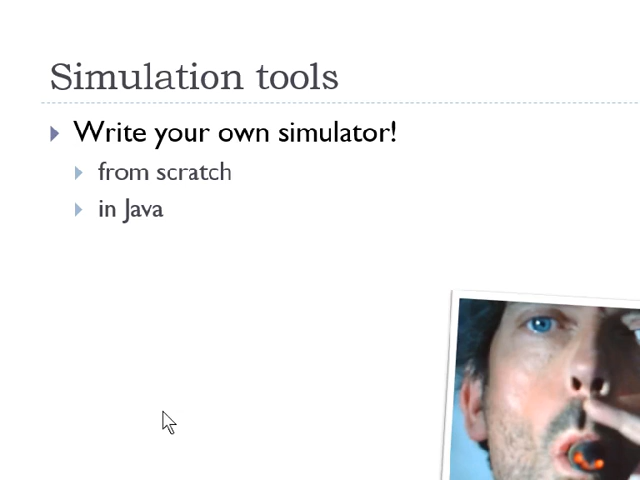 Simulation tools
Write your own simulator!
from scratch
in Java